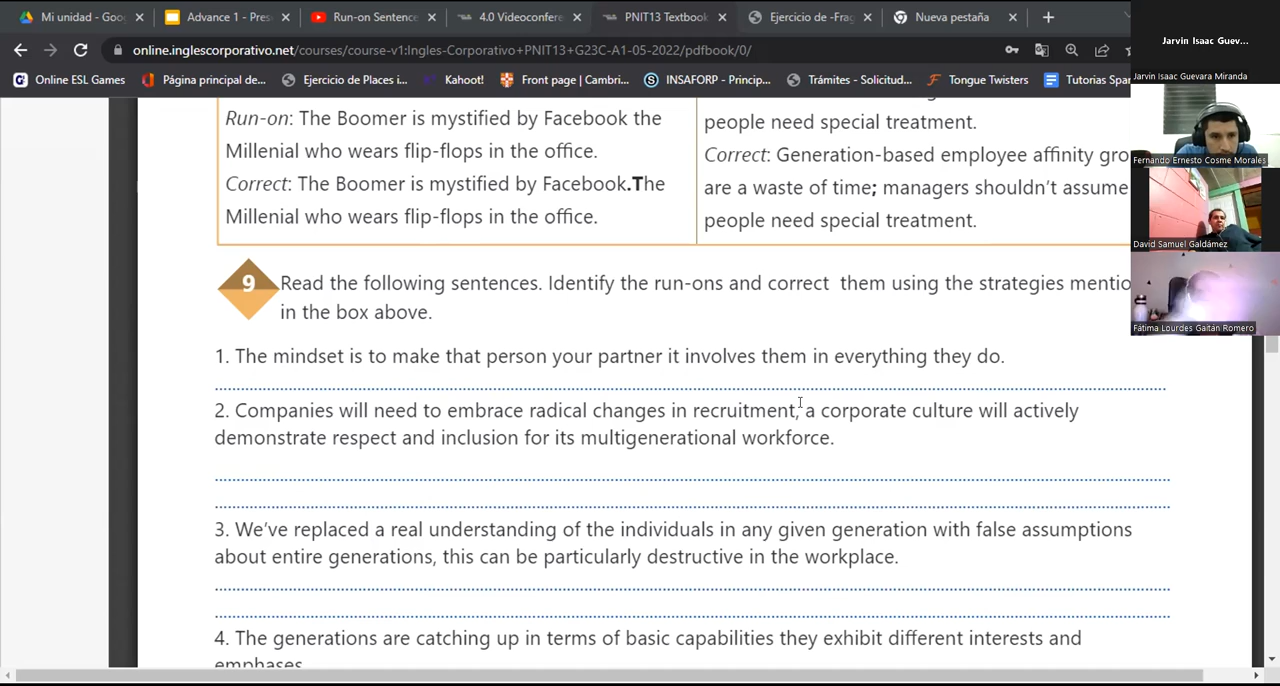 Mi unidad - Goo
Advance 1 - Pres
Run-on Sentence
4.0 Videoconfere
PNIT13 Textbook
Ejercicio de -Frag
Nueva pestaña
online.inglescorporativo.net/courses/course-v1:Ingles-Corporativo+PNIT13+G23C-A1-05-2022/pdfbook/0/
Online ESL Games
Página principal de...
Ejercicio de Places i...
Kahoot!
Front page | Cambri...
INSAFORP - Princip...
Trámites - Solicitud...
Tongue Twisters
Tutorias Spar
Jarvin Isaac Guev...
Jarvin Isaac Guevara Miranda
Fernando Ernesto Cosme Morales
David Samuel Galdámez
Fátima Lourdes Gaitán Romero
Run-on: The Boomer is mystified by Facebook the
Millenial who wears flip-flops in the office.
Correct: The Boomer is mystified by Facebook.The
Millenial who wears flip-flops in the office.
people need special treatment.
Correct: Generation-based employee affinity gro
are a waste of time; managers shouldn't assume
people need special treatment.
9
Read the following sentences. Identify the run-ons and correct them using the strategies mentio
in the box above.
1. The mindset is to make that person your partner it involves them in everything they do.
2. Companies will need to embrace radical changes in recruitment, a corporate culture will actively
demonstrate respect and inclusion for its multigenerational workforce.
3. We've replaced a real understanding of the individuals in any given generation with false assumptions
about entire generations, this can be particularly destructive in the workplace.
4. The generations are catching up in terms of basic capabilities they exhibit different interests and
emphases.